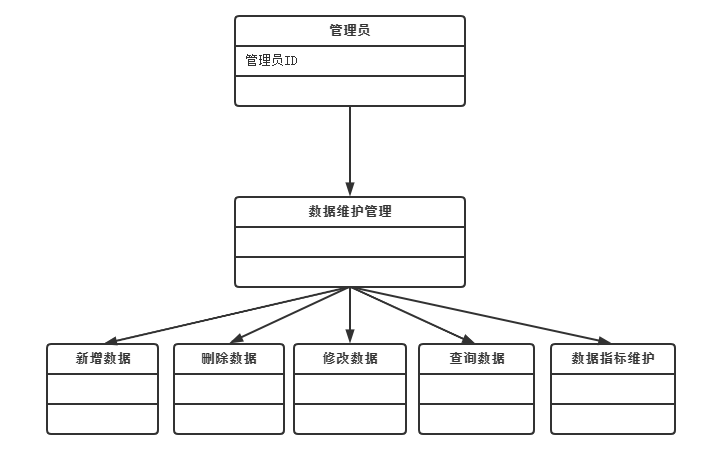 管理员
管理员ID
数据维护管理
新增数据
删除数据
修改数据
查询数据
数据指标维护